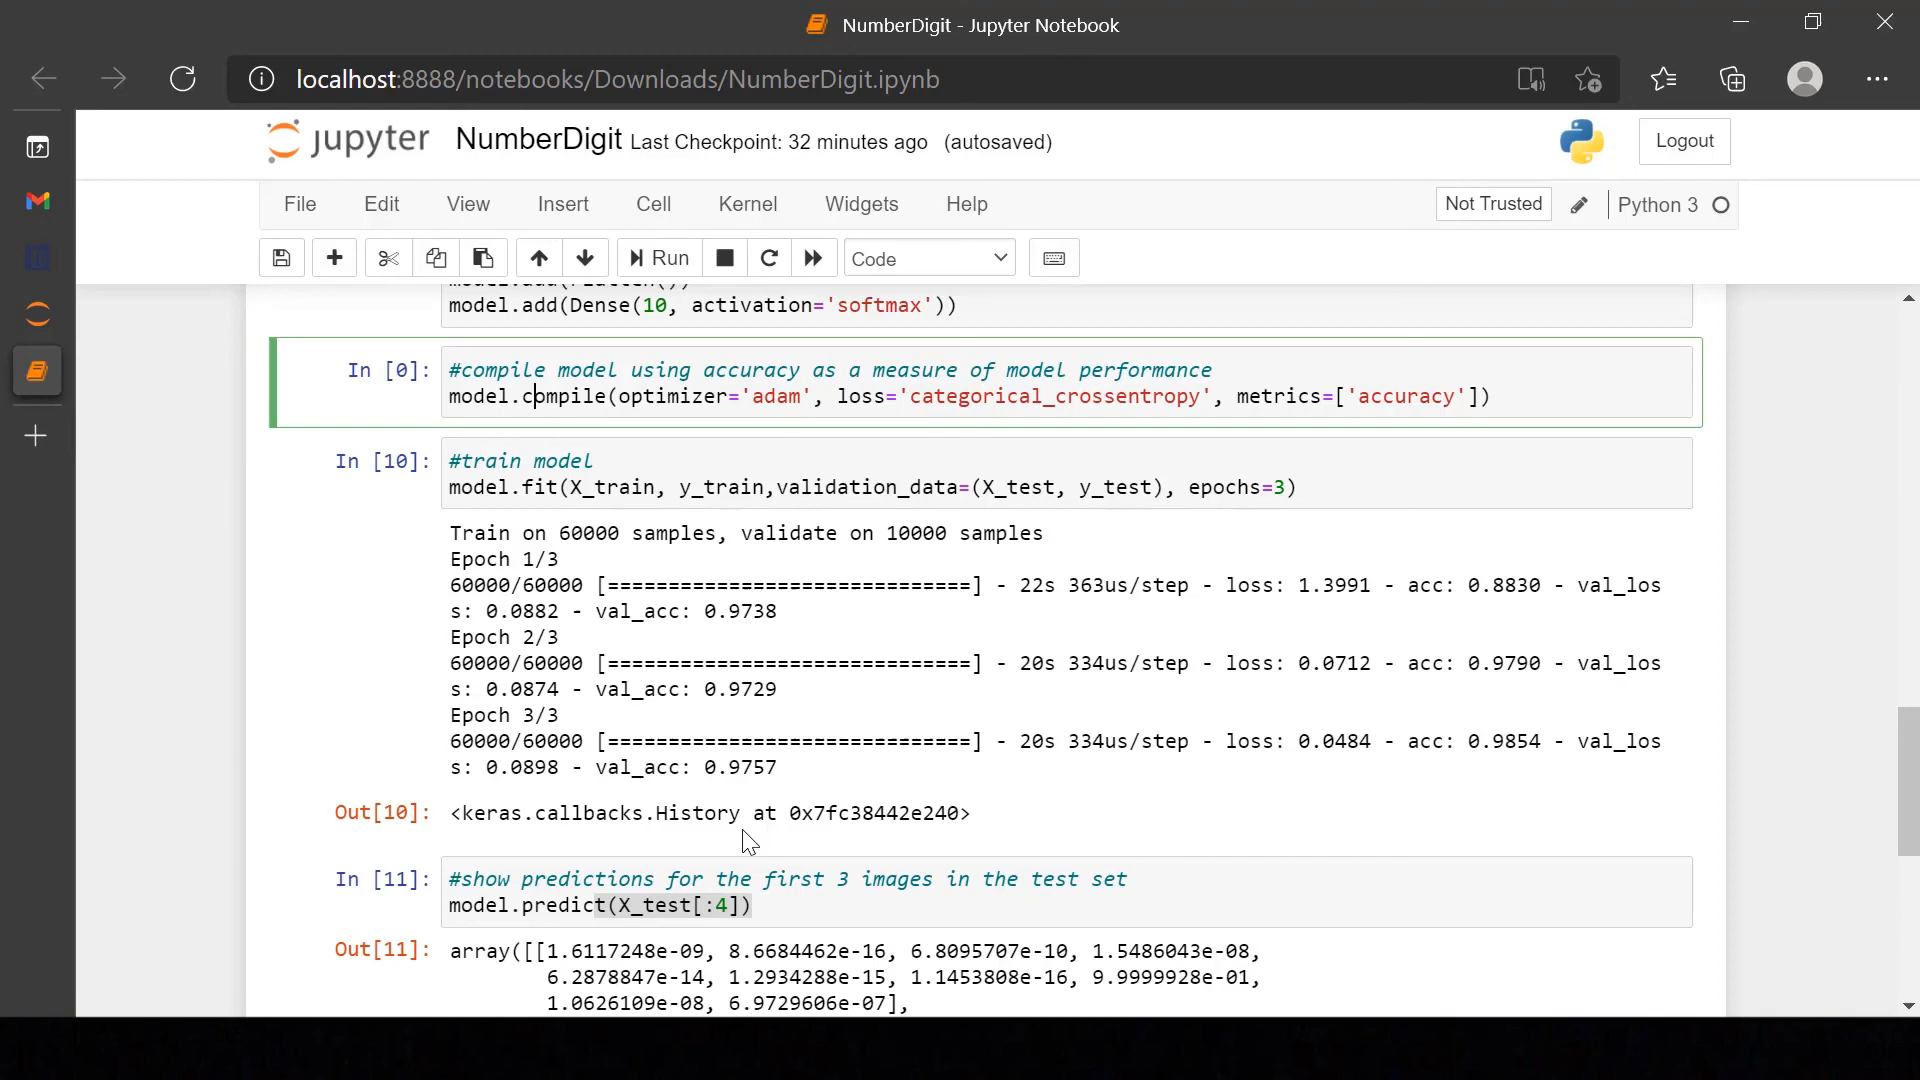 NumberDigit - Jupyter Notebook
localhost:8888/notebooks/Downloads/NumberDigit.ipynb
jupyter NumberDigit Last Checkpoint: 32 minutes ago (autosaved)
Logout
File Edit View Insert Cell Kernel Widgets Help
Not Trusted
Python 3
Run
Code
model.add(Flatten())
model.add(Dense(10, activation='softmax'))
In [0]: #compile model using accuracy as a measure of model performance
model.compile(optimizer='adam', loss='categorical_crossentropy', metrics=['accuracy'])
In [10]: #train model
model.fit(X_train, y_train,validation_data=(X_test, y_test), epochs=3)
Train on 60000 samples, validate on 10000 samples
Epoch 1/3
60000/60000 [==============================] - 22s 363us/step - loss: 1.3991 - acc: 0.8830 - val_los
s: 0.0882 - val_acc: 0.9738
Epoch 2/3
60000/60000 [==============================] - 20s 334us/step - loss: 0.0712 - acc: 0.9790 - val_los
s: 0.0874 - val_acc: 0.9729
Epoch 3/3
60000/60000 [==============================] - 20s 334us/step - loss: 0.0484 - acc: 0.9854 - val_los
s: 0.0898 - val_acc: 0.9757
Out[10]: <keras.callbacks.History at 0x7fc38442e240>
In [11]: #show predictions for the first 3 images in the test set
model.predict(X_test[:4])
Out[11]: array([[1.6117248e-09, 8.6684462e-16, 6.8095707e-10, 1.5486043e-08,
6.2878847e-14, 1.2934288e-15, 1.1453808e-16, 9.9999928e-01,
1.0626109e-08, 6.9729606e-07],